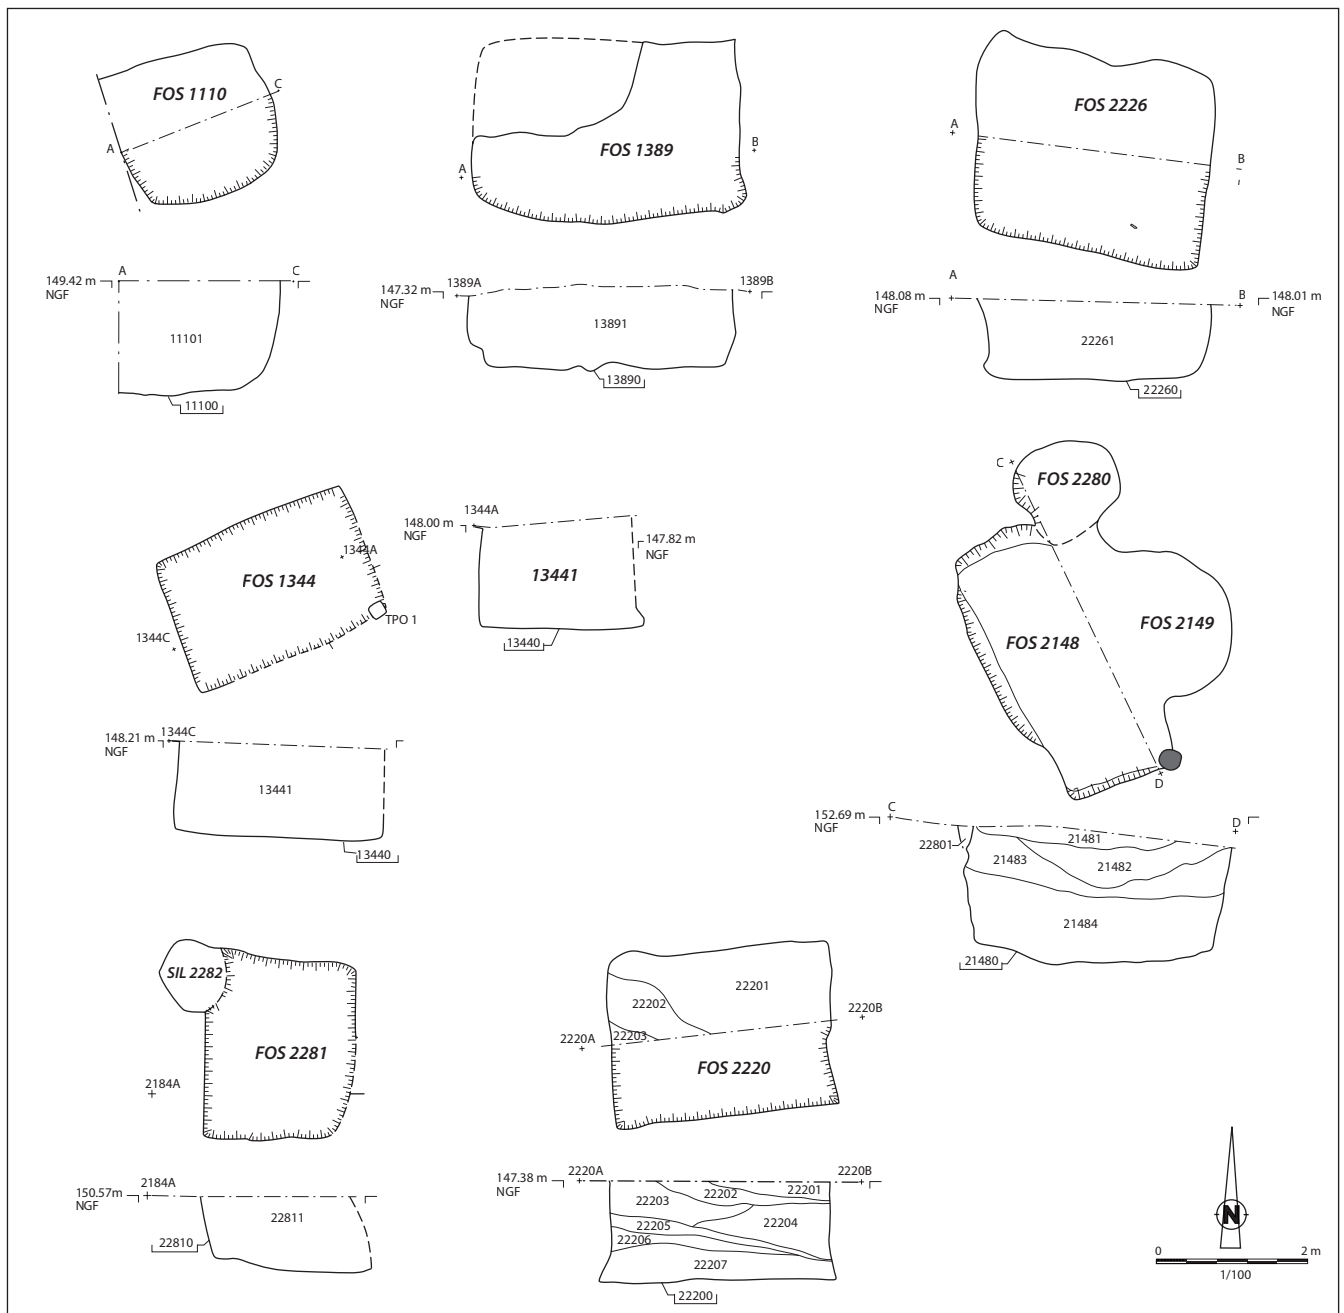 FOS 1110
C
A
FOS 1389
A
B
FOS 2226
A
B
149.42 m
NGF
A
C
11101
11100
147.32 m
NGF
1389A
1389B
13891
13890
148.08 m
NGF
A
B
148.01 m
NGF
22261
22260
FOS 1344
1344A
1344C
TPO 1
148.00 m
NGF
1344A
147.82 m
NGF
13441
13440
C
FOS 2280
FOS 2148
FOS 2149
D
148.21 m
NGF
1344C
13441
13440
152.69 m
NGF
C
D
22801
21481
21483
21482
21484
21480
SIL 2282
FOS 2281
2184A
22201
22202
22203
2220A
2220B
FOS 2220
150.57m
NGF
2184A
22811
22810
147.38 m
NGF
2220A
2220B
22203
22202
22201
22205
22204
22206
22207
22200
N
0
2 m
1/100